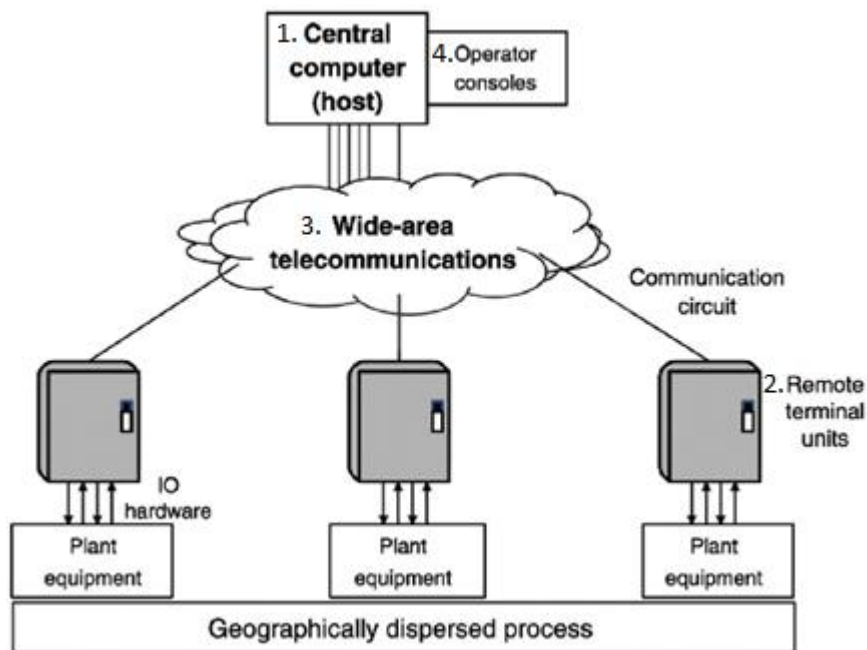 1. Central
computer
(host)
4. Operator
consoles
3. Wide-area
telecommunications
Communication
circuit
2. Remote
terminal
units
IO
hardware
Plant
equipment
Plant
equipment
Plant
equipment
Geographically dispersed process